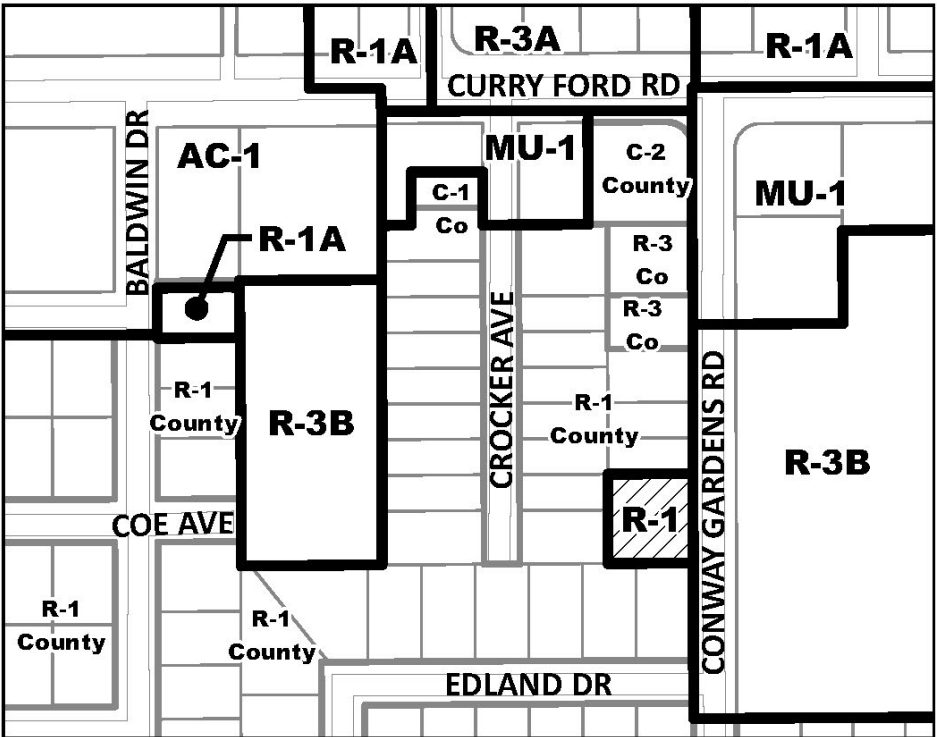 R-1A
R-3A
R-1A
CURRY FORD RD
BALDWIN DR
AC-1
MU-1
C-2
County
MU-1
C-1
Co
R-1A
R-3
Co
R-3
Co
CROCKER AVE
CONWAY GARDENS RD
R-1
County
R-3B
R-1
County
R-3B
R-1
COE AVE
R-1
County
R-1
County
EDLAND DR